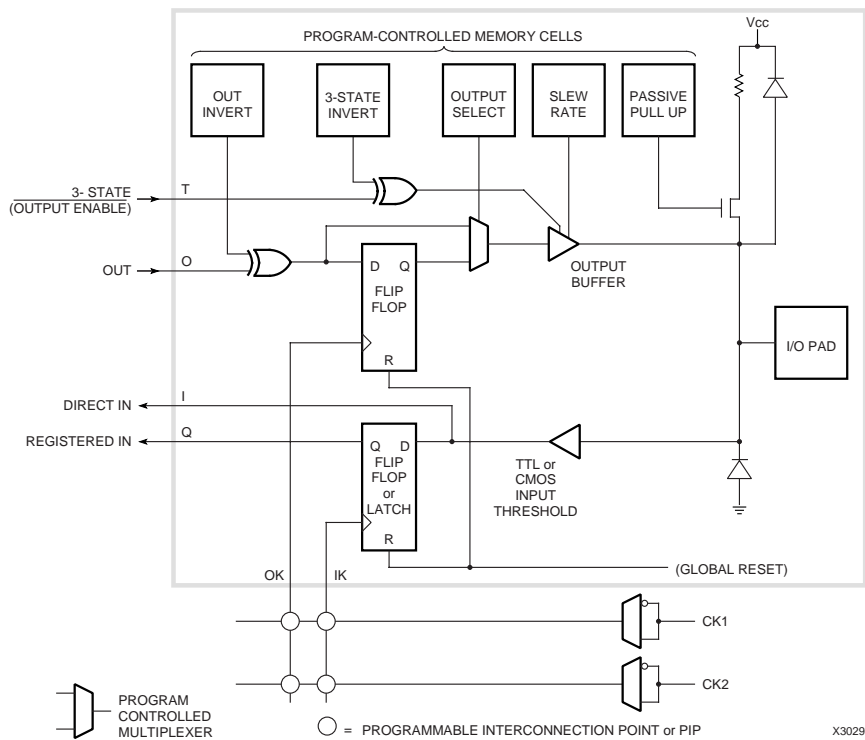 Vcc
PROGRAM-CONTROLLED MEMORY CELLS
OUT
INVERT
3-STATE
INVERT
OUTPUT
SELECT
SLEW
RATE
PASSIVE
PULL UP
3- STATE
(OUTPUT ENABLE)
T
OUT
O
D Q
FLIP
FLOP
R
OUTPUT
BUFFER
I/O PAD
DIRECT IN
I
REGISTERED IN
Q
Q D
FLIP
FLOP
or
LATCH
R
TTL or
CMOS
INPUT
THRESHOLD
OK
IK
(GLOBAL RESET)
CK1
CK2
PROGRAM
CONTROLLED
MULTIPLEXER
= PROGRAMMABLE INTERCONNECTION POINT or PIP
X3029